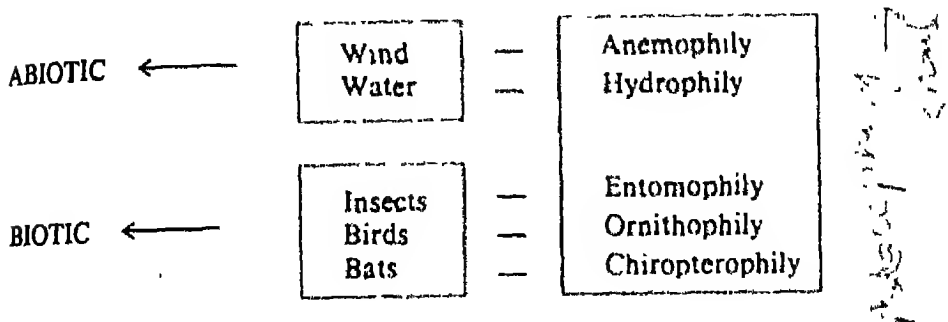 Wind — Anemophily
ABIOTIC ← Water — Hydrophily
Insects — Entomophily
BIOTIC ← Birds — Ornithophily
Bats — Chiropterophily